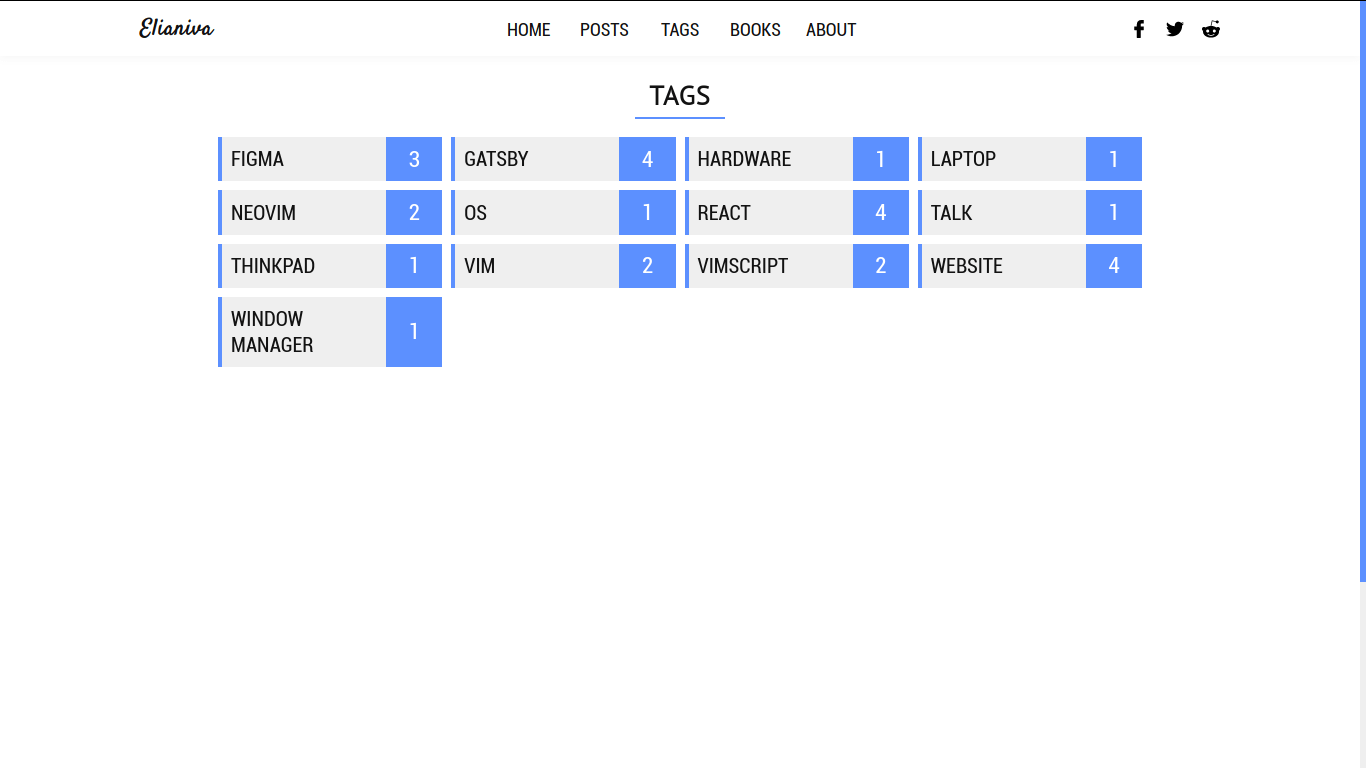 Elianiva
HOME POSTS TAGS BOOKS ABOUT
TAGS
FIGMA 3 GATSBY 4 HARDWARE 1 LAPTOP 1
NEOVIM 2 OS 1 REACT 4 TALK 1
THINKPAD 1 VIM 2 VIMSCRIPT 2 WEBSITE 4
WINDOW
MANAGER 1